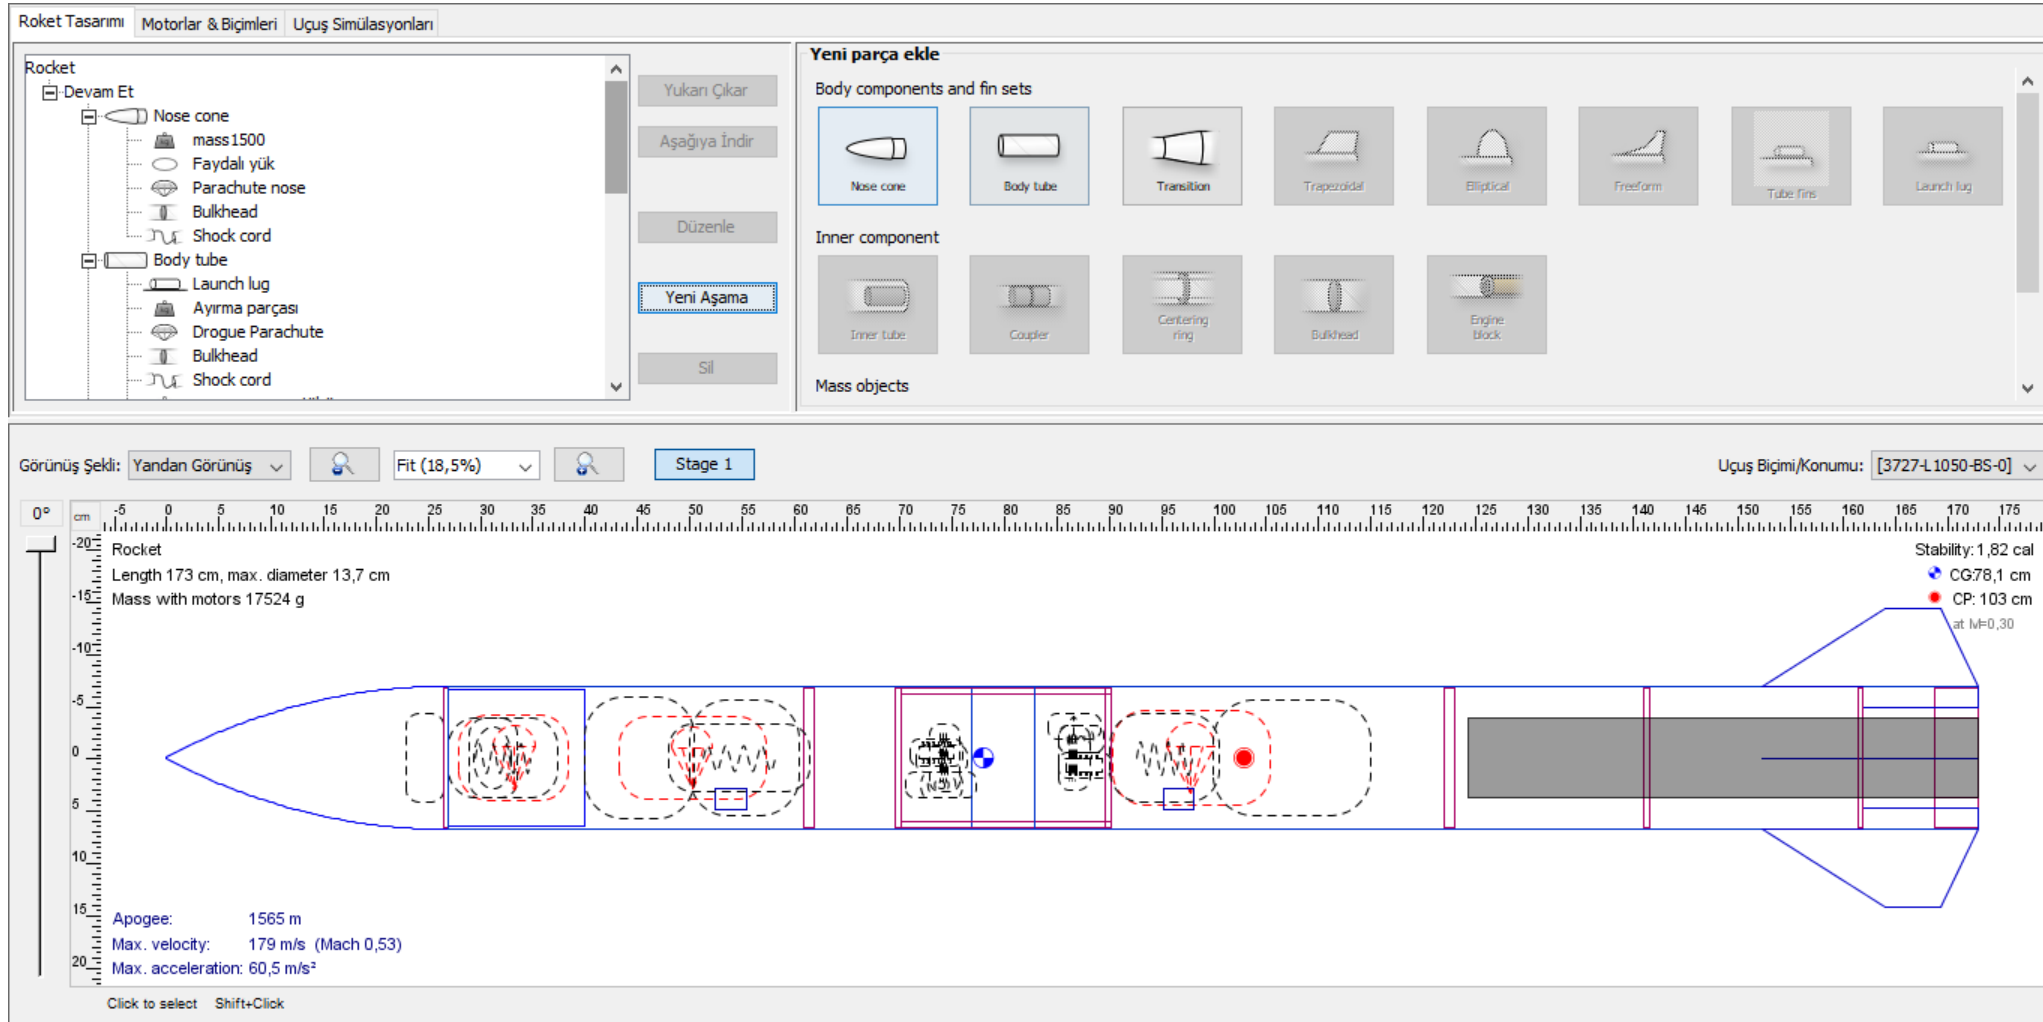 Roket Tasarımı Motorlar & Biçimleri Uçuş Simülasyonları
Rocket
Devam Et
Nose cone
mass1500
Faydalı yük
Parachute nose
Bulkhead
Shock cord
Body tube
Launch lug
Ayırma parçası
Drogue Parachute
Bulkhead
Shock cord
Yukarı Çıkar
Aşağıya İndir
Düzenle
Yeni Aşama
Sil
Yeni parça ekle
Body components and fin sets
Nose cone Body tube Transition Trapezoidal Elliptical Freeform Tube fins Launch lug
Inner component
Inner tube Coupler Centering ring Bulkhead Engine block
Mass objects
Görünüş Şekli: Yandan Görünüş Fit (18,5%) Stage 1 Uçuş Biçimi/Konumu: [3727-L1050-BS-0]
0° cm -5 0 5 10 15 20 25 30 35 40 45 50 55 60 65 70 75 80 85 90 95 100 105 110 115 120 125 130 135 140 145 150 155 160 165 170 175
-20
-15
-10
-5
0
5
10
15
20
Rocket
Length 173 cm, max. diameter 13,7 cm
Mass with motors 17524 g
Stability: 1,82 cal
CG:78,1 cm
CP: 103 cm
at M=0,30
Apogee: 1565 m
Max. velocity: 179 m/s (Mach 0,53)
Max. acceleration: 60,5 m/s²
Click to select Shift+Click